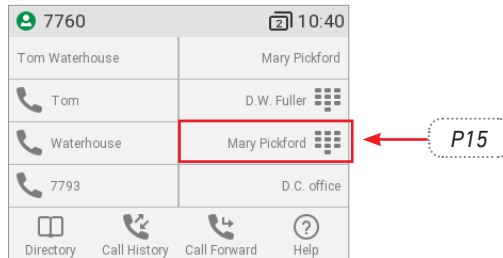 7760 2 10:40
Tom Waterhouse Mary Pickford
Tom D.W. Fuller
Waterhouse Mary Pickford P15
7793 D.C. office
Directory Call History Call Forward ? Help